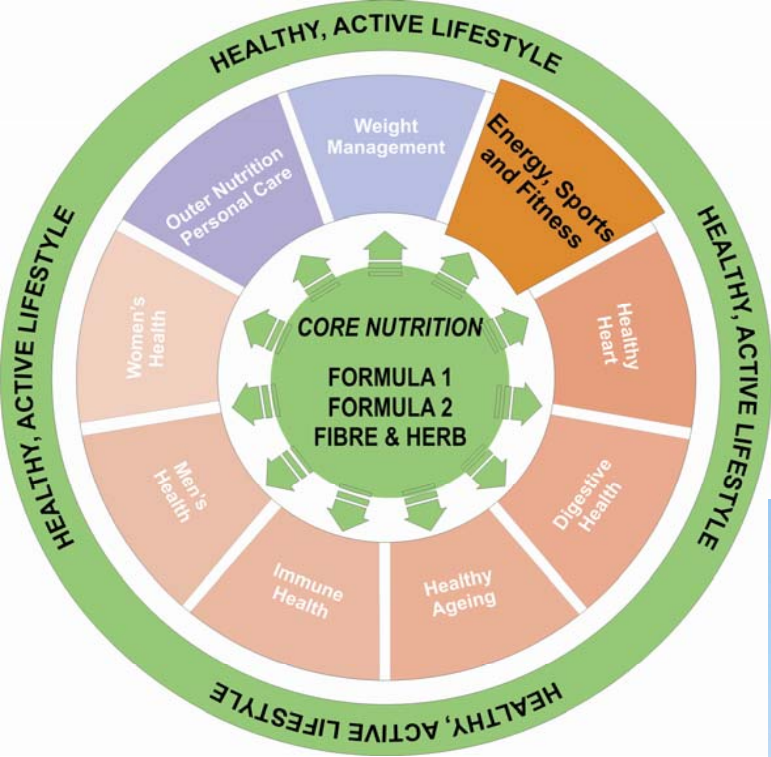 HEALTHY, ACTIVE LIFESTYLE
Weight
Management
Energy, Sports
and Fitness
Outer Nutrition
Personal Care
Women's
Health
Healthy
Heart
HEALTHY, ACTIVE LIFESTYLE
HEALTHY, ACTIVE LIFESTYLE
CORE NUTRITION
FORMULA 1
FORMULA 2
FIBRE & HERB
Men's
Health
Digestive
Health
Immune
Health
Healthy
Ageing
HEALTHY, ACTIVE LIFESTYLE